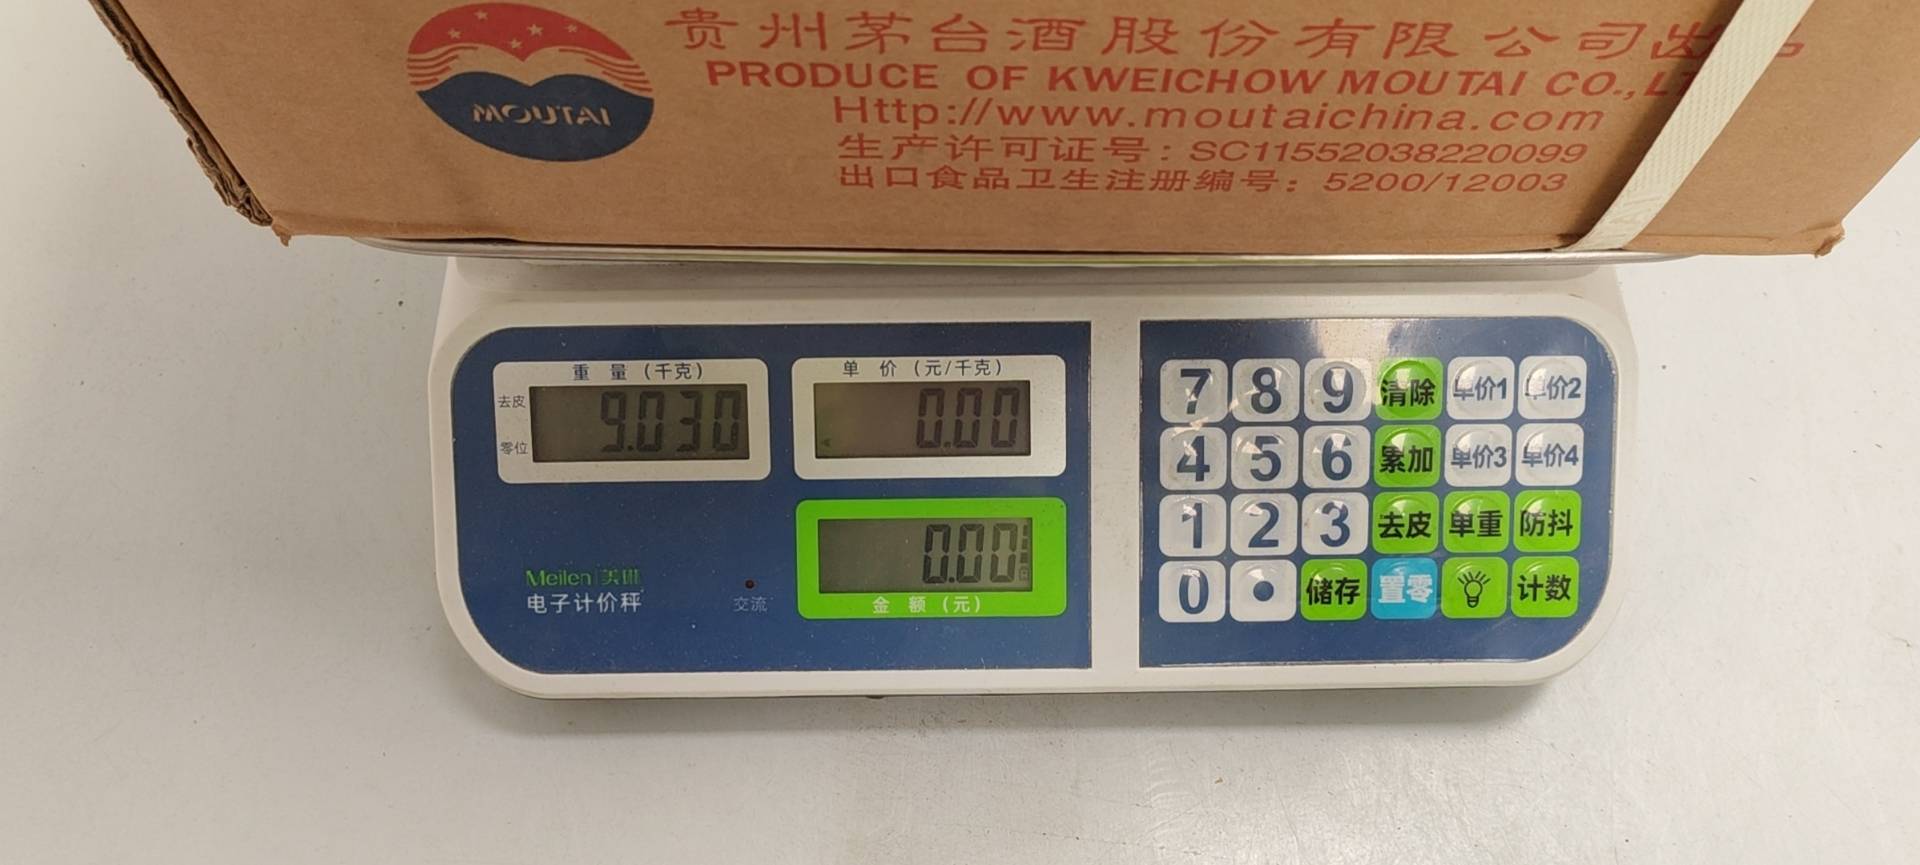 贵州茅台酒股份有限公司出品
MOUTAI
PRODUCE OF KWEICHOW MOUTAI CO.,LT
Http://www.moutaichina.com
生产许可证号:SC11552038220099
出口食品卫生注册编号:5200/12003
重 量 (千克)
去皮
零位
9.030
单 价 (元/千克)
0.00
0.00
金 额 (元)
Meilen 美琳
电子计价秤
交流
7 8 9 清除 单价1 单价2
4 5 6 累加 单价3 单价4
1 2 3 去皮 单重 防抖
0 . 储存 置零 计数